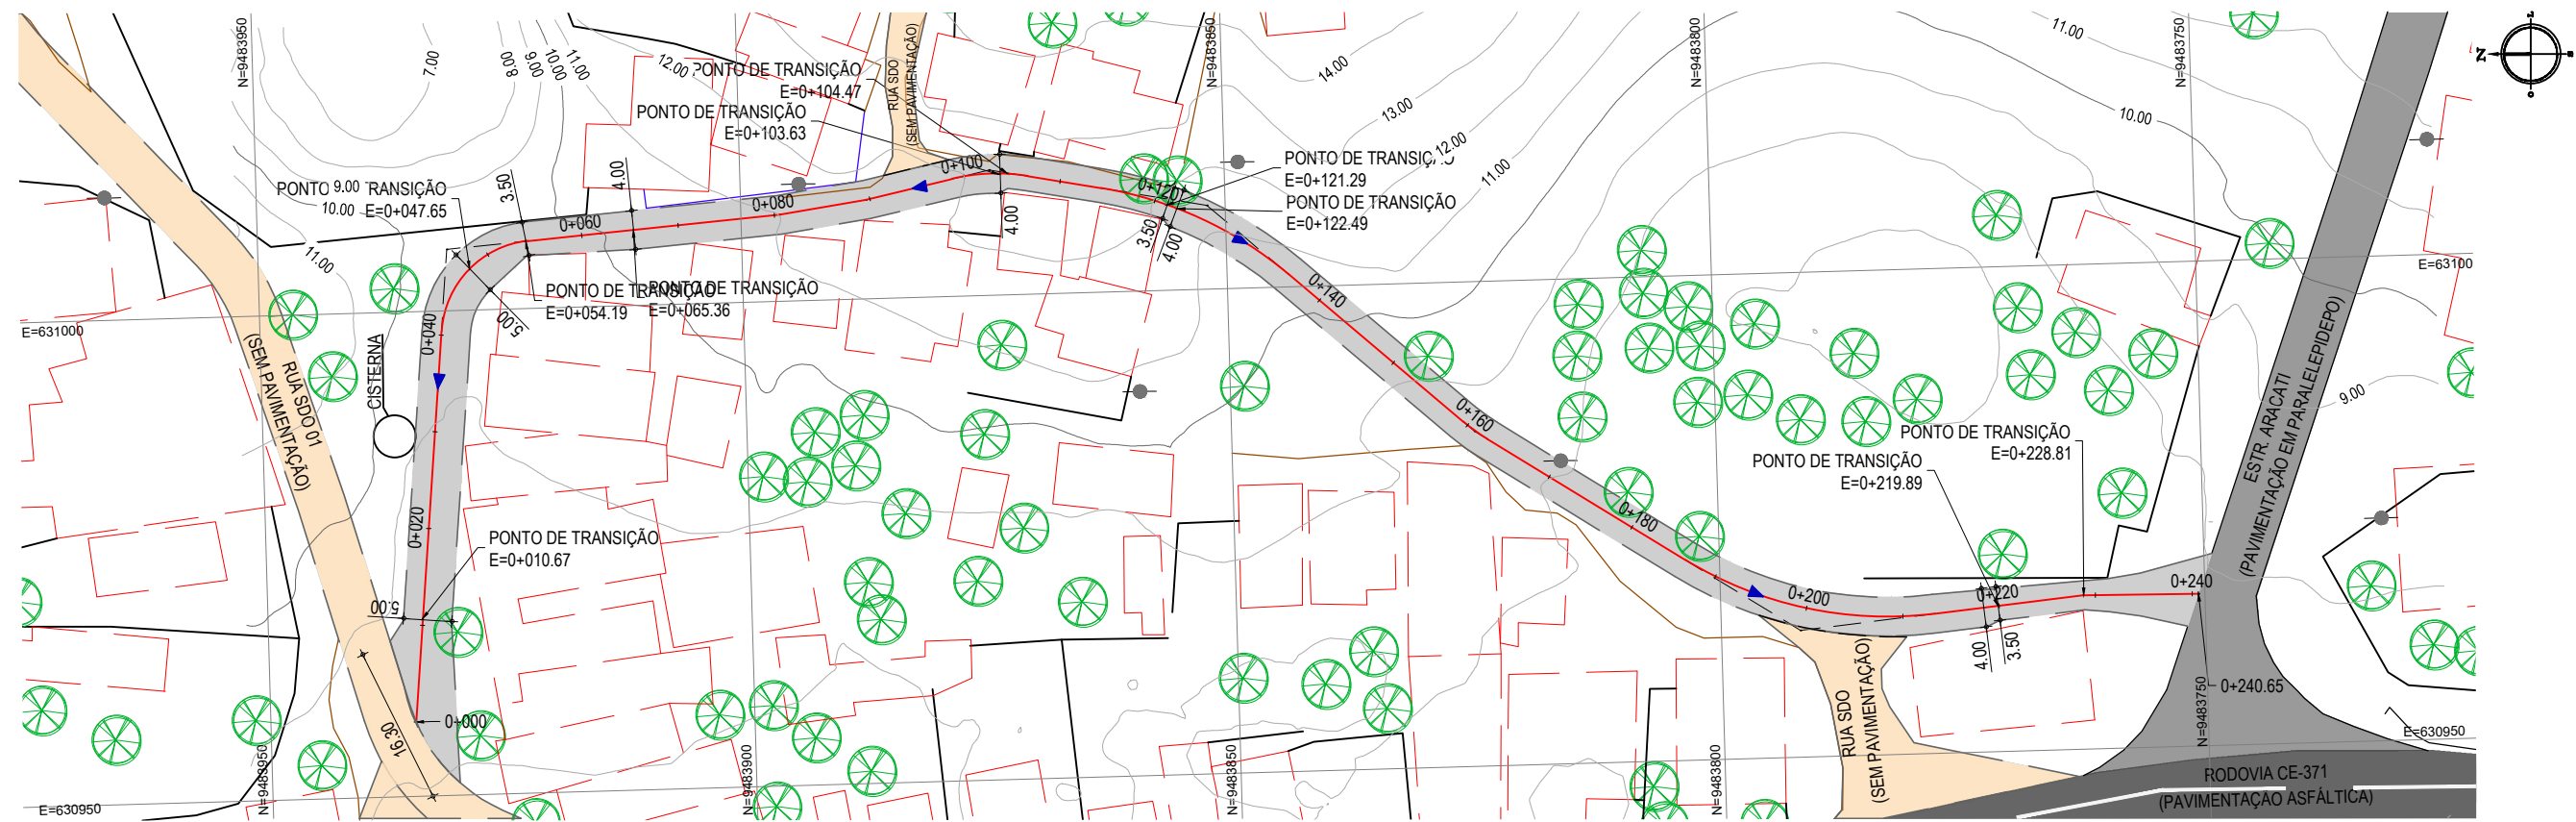 N=9483950
7.00
8.00
9.00
10.00
11.00
12.00
PONTO DE TRANSIÇÃO
E=0+104.47
PONTO DE TRANSIÇÃO
E=0+103.63
RUA SDO
(SEM PAVIMENTAÇÃO)
N=9483850
14.00
13.00
12.00
11.00
N=9483800
11.00
10.00
N=9483750
N
PONTO 9.00 TRANSIÇÃO
10.00 E=0+047.65
3.50
4.00
0+060
0+080
0+100
4.00
0+120
PONTO DE TRANSIÇÃO
E=0+121.29
PONTO DE TRANSIÇÃO
E=0+122.49
3.50
4.00
11.00
PONTO DE TRANSIÇÃO
E=0+054.19
PONTO DE TRANSIÇÃO
E=0+065.36
5.00
E=631000
E=63100
0+040
0+140
CISTERNA
RUA SDO 01
(SEM PAVIMENTAÇÃO)
0+160
9.00
ESTR. ARACATI
(PAVIMENTAÇÃO EM PARALELEPIDEPO)
PONTO DE TRANSIÇÃO
E=0+228.81
PONTO DE TRANSIÇÃO
E=0+219.89
0+020
PONTO DE TRANSIÇÃO
E=0+010.67
0+180
5.00
0+200
0+220
0+240
4.00
3.50
0+240.65
0+000
16.30
RUA SDO
(SEM PAVIMENTAÇÃO)
N=9483950
N=9483900
N=9483850
N=9483800
N=9483750
E=630950
E=630950
RODOVIA CE-371
(PAVIMENTAÇÃO ASFÁLTICA)